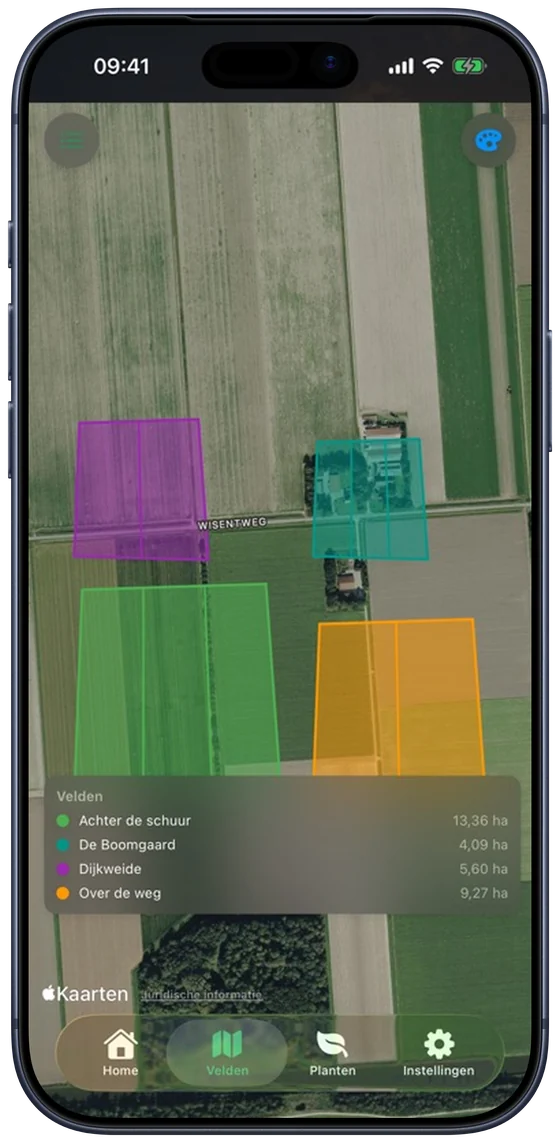 09:41
WISENTWEG
Velden
Achter de schuur 13,36 ha
De Boomgaard 4,09 ha
Dijkweide 5,60 ha
Over de weg 9,27 ha
Kaarten Juridische informatie
Home Velden Planten Instellingen